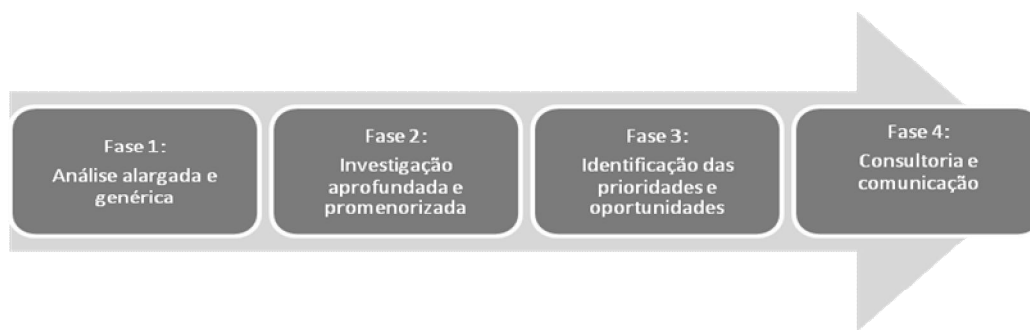 Fase 1:
Análise alargada e
genérica
Fase 2:
Investigação
aprofundada e
promenorizada
Fase 3:
Identificação das
prioridades e
oportunidades
Fase 4:
Consultoria e
comunicação